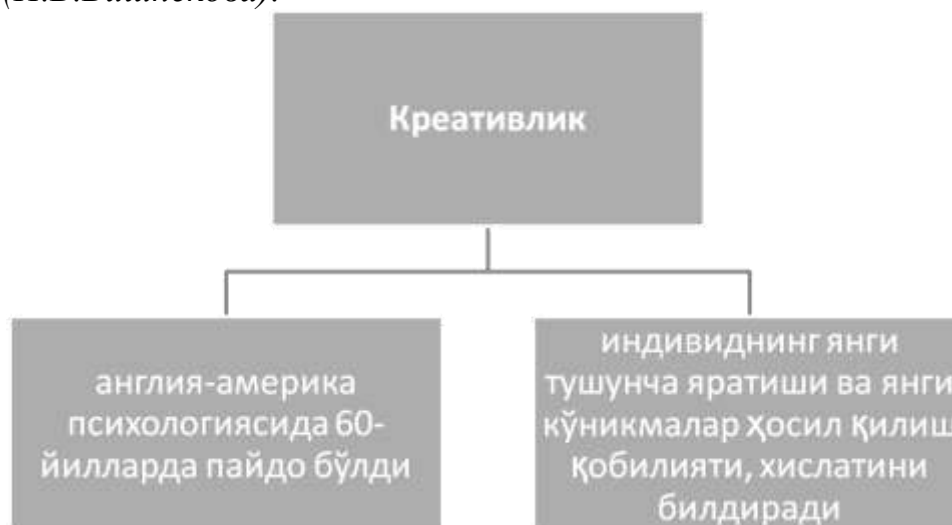 Креативлик
англия-америка
психологиясида 60-
йилларда пайдо бўлди
индивиднинг янги
тушунча яратиши ва янги
кўникмалар ҳосил қилиш
қобилияти, хислатини
билдиради